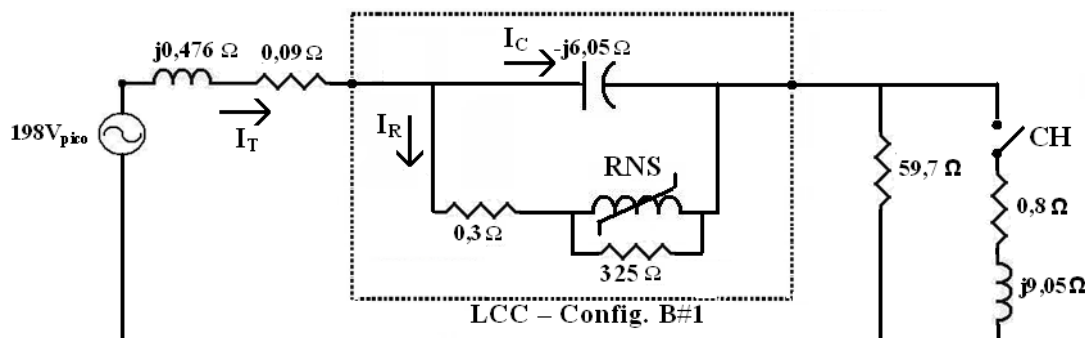 j0,476 Ω
0,09 Ω
I_C
-j6,05 Ω
198V_pico
I_T
I_R
RNS
0,3 Ω
325 Ω
59,7 Ω
CH
0,8 Ω
j9,05 Ω
LCC – Config. B#1